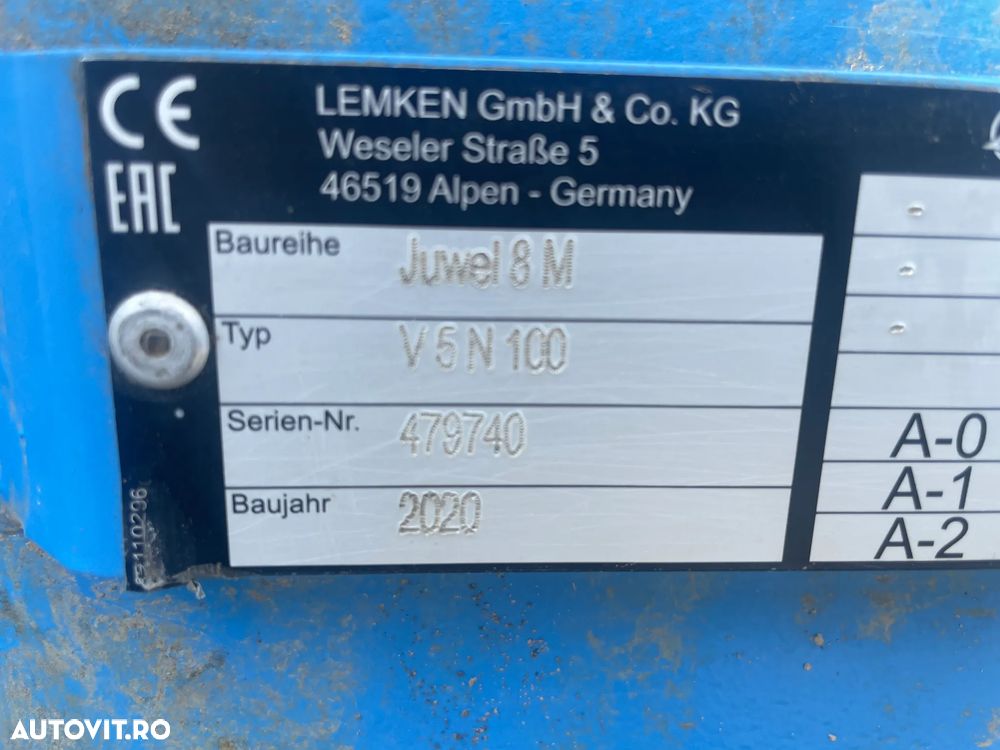 CE
LEMKEN GmbH & Co. KG
Weseler Straße 5
46519 Alpen - Germany
EAC
Baureihe Juwel 8 M
Typ V 5 N 100
Serien-Nr. 479740
Baujahr 2020
A-0
A-1
A-2
AUTOVIT.RO